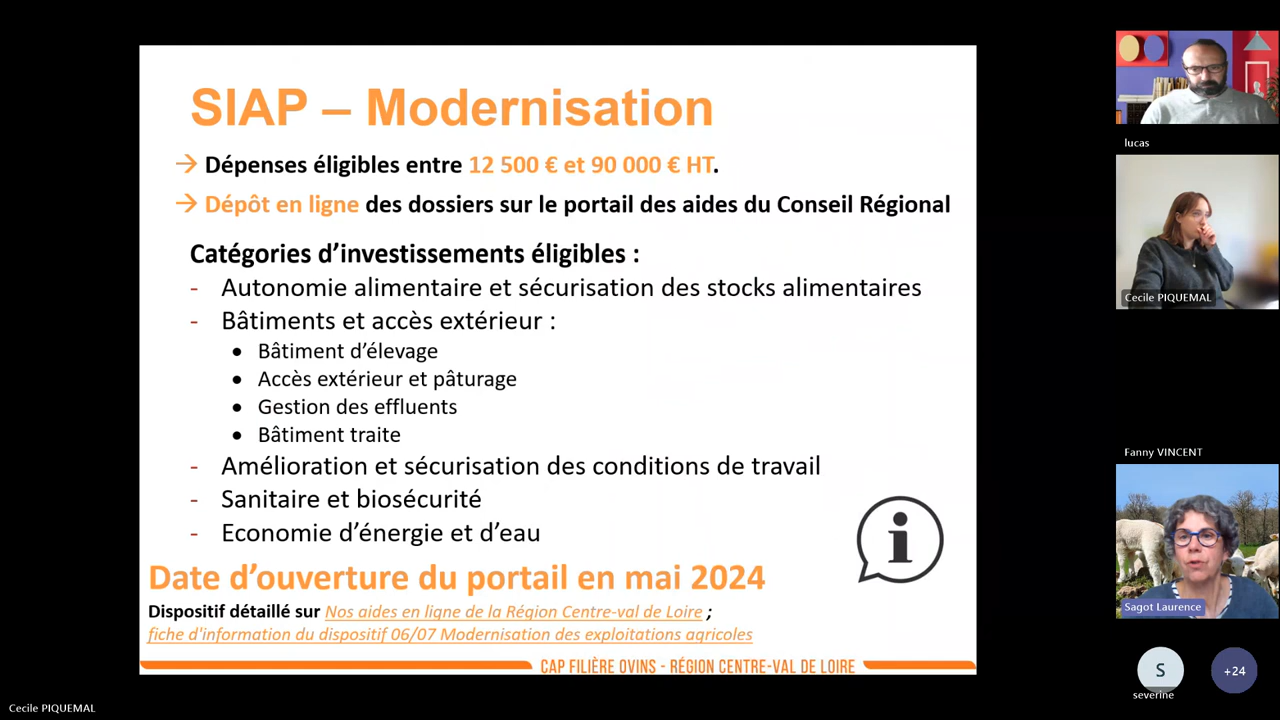 SIAP – Modernisation
→ Dépenses éligibles entre 12 500 € et 90 000 € HT.
→ Dépôt en ligne des dossiers sur le portail des aides du Conseil Régional
Catégories d’investissements éligibles :
- Autonomie alimentaire et sécurisation des stocks alimentaires
- Bâtiments et accès extérieur :
• Bâtiment d’élevage
• Accès extérieur et pâturage
• Gestion des effluents
• Bâtiment traite
- Amélioration et sécurisation des conditions de travail
- Sanitaire et biosécurité
- Economie d’énergie et d’eau
Date d’ouverture du portail en mai 2024
Dispositif détaillé sur Nos aides en ligne de la Région Centre-val de Loire ;
fiche d'information du dispositif 06/07 Modernisation des exploitations agricoles
CAP FILIÈRE OVINS - RÉGION CENTRE-VAL DE LOIRE
lucas
Cecile PIQUEMAL
Fanny VINCENT
Sagot Laurence
S
+24
severine
Cecile PIQUEMAL